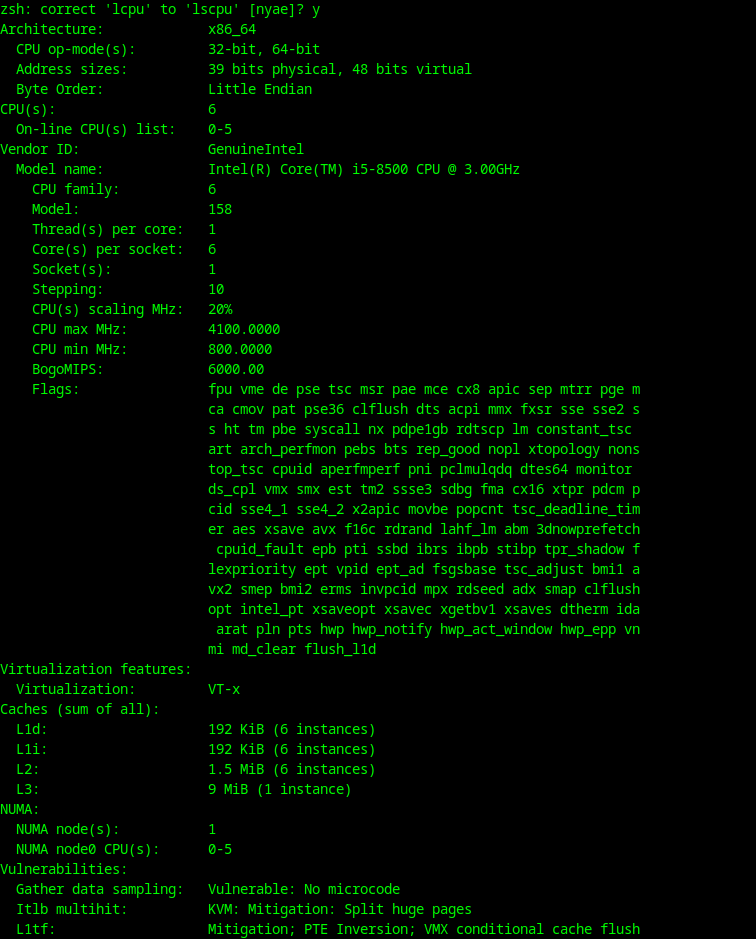 zsh: correct 'lcpu' to 'lscpu' [nyae]? y
Architecture:             x86_64
  CPU op-mode(s):         32-bit, 64-bit
  Address sizes:          39 bits physical, 48 bits virtual
  Byte Order:             Little Endian
CPU(s):                   6
  On-line CPU(s) list:    0-5
Vendor ID:                GenuineIntel
  Model name:             Intel(R) Core(TM) i5-8500 CPU @ 3.00GHz
    CPU family:           6
    Model:                158
    Thread(s) per core:   1
    Core(s) per socket:   6
    Socket(s):            1
    Stepping:             10
    CPU(s) scaling MHz:   20%
    CPU max MHz:          4100.0000
    CPU min MHz:          800.0000
    BogoMIPS:             6000.00
    Flags:                fpu vme de pse tsc msr pae mce cx8 apic sep mtrr pge m
                          ca cmov pat pse36 clflush dts acpi mmx fxsr sse sse2 s
                          s ht tm pbe syscall nx pdpe1gb rdtscp lm constant_tsc
                          art arch_perfmon pebs bts rep_good nopl xtopology nons
                          top_tsc cpuid aperfmperf pni pclmulqdq dtes64 monitor
                          ds_cpl vmx smx est tm2 ssse3 sdbg fma cx16 xtpr pdcm p
                          cid sse4_1 sse4_2 x2apic movbe popcnt tsc_deadline_tim
                          er aes xsave avx f16c rdrand lahf_lm abm 3dnowprefetch
                           cpuid_fault epb pti ssbd ibrs ibpb stibp tpr_shadow f
                          lexpriority ept vpid ept_ad fsgsbase tsc_adjust bmi1 a
                          vx2 smep bmi2 erms invpcid mpx rdseed adx smap clflush
                          opt intel_pt xsaveopt xsavec xgetbv1 xsaves dtherm ida
                           arat pln pts hwp hwp_notify hwp_act_window hwp_epp vn
                          mi md_clear flush_l1d
Virtualization features:
  Virtualization:         VT-x
Caches (sum of all):
  L1d:                    192 KiB (6 instances)
  L1i:                    192 KiB (6 instances)
  L2:                     1.5 MiB (6 instances)
  L3:                     9 MiB (1 instance)
NUMA:
  NUMA node(s):           1
  NUMA node0 CPU(s):      0-5
Vulnerabilities:
  Gather data sampling:   Vulnerable: No microcode
  Itlb multihit:          KVM: Mitigation: Split huge pages
  L1tf:                   Mitigation; PTE Inversion; VMX conditional cache flush